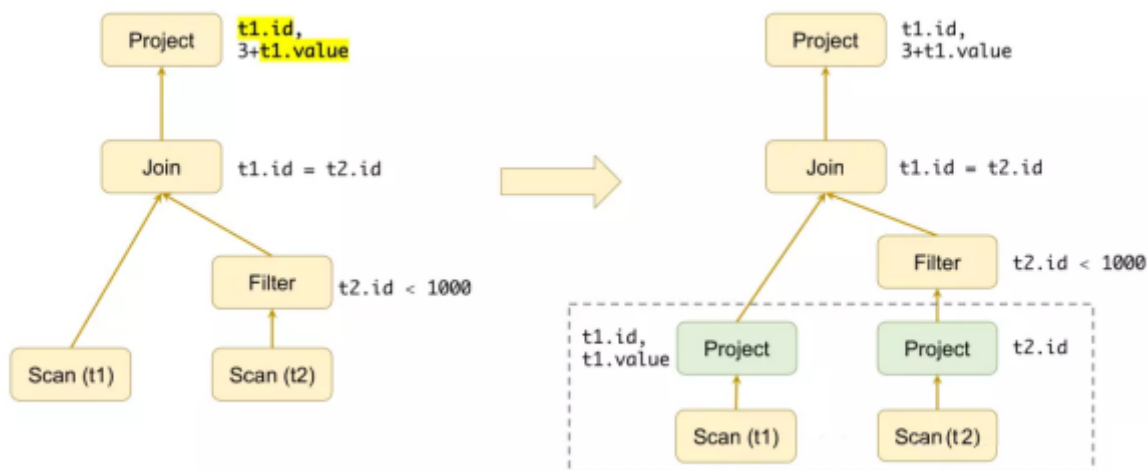 Project
t1.id,
3+t1.value
Join
t1.id = t2.id
Filter
t2.id < 1000
Scan (t1)
Scan (t2)
Project
t1.id,
3+t1.value
Join
t1.id = t2.id
Filter
t2.id < 1000
t1.id,
t1.value
Project
Project
t2.id
Scan (t1)
Scan (t2)